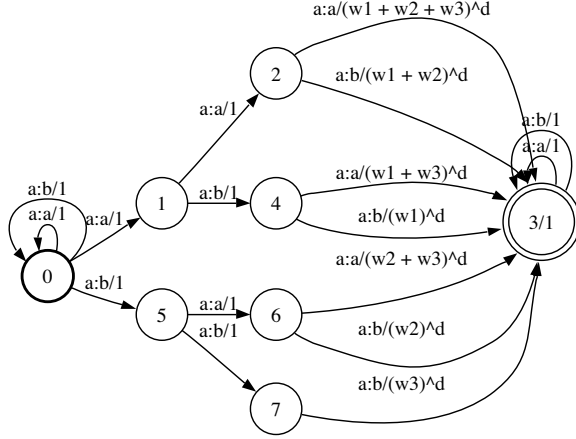 a:a/(w1 + w2 + w3)^d
2
a:b/(w1 + w2)^d
a:a/1
a:b/1
a:a/1
a:a/(w1 + w3)^d
a:b/1
a:b/1
a:a/1
a:a/1
1
4
3/1
a:b/(w1)^d
0
a:b/1
a:a/(w2 + w3)^d
5
a:a/1
6
a:b/1
a:b/(w2)^d
a:b/(w3)^d
7